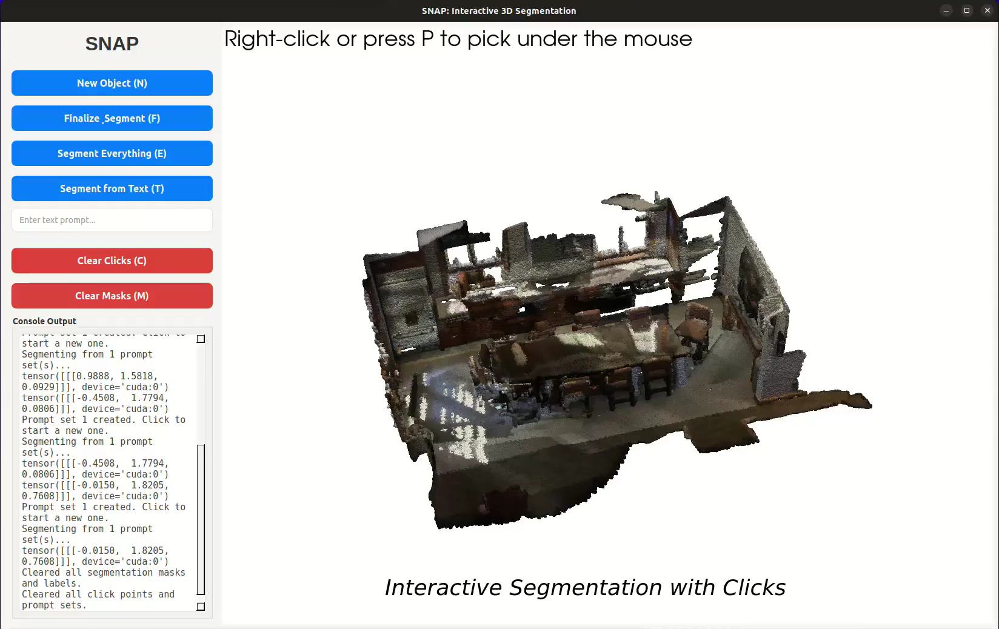 SNAP: Interactive 3D Segmentation
SNAP
Right-click or press P to pick under the mouse
New Object (N)
Finalize Segment (F)
Segment Everything (E)
Segment from Text (T)
Enter text prompt...
Clear Clicks (C)
Clear Masks (M)
Console Output
Prompt set 1 created. Click to
start a new one.
Segmenting from 1 prompt
set(s)...
tensor([[[0.9888, 1.5818,
0.0929]]], device='cuda:0')
tensor([[[-0.4508,  1.7794,
0.0806]]], device='cuda:0')
Prompt set 1 created. Click to
start a new one.
Segmenting from 1 prompt
set(s)...
tensor([[[-0.4508,  1.7794,
0.0806]]], device='cuda:0')
tensor([[[-0.0150,  1.8205,
0.7608]]], device='cuda:0')
Prompt set 1 created. Click to
start a new one.
Segmenting from 1 prompt
set(s)...
tensor([[[-0.0150,  1.8205,
0.7608]]], device='cuda:0')
Cleared all segmentation masks
and labels.
Cleared all click points and
prompt sets.
Interactive Segmentation with Clicks